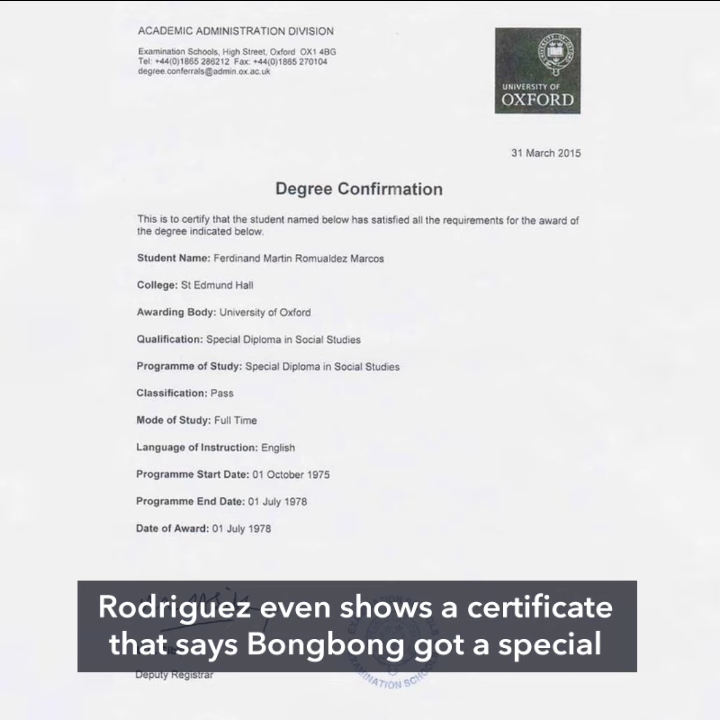 ACADEMIC ADMINISTRATION DIVISION
Examination Schools, High Street, Oxford OX1 4BG
Tel: +44(0)1865 286212 Fax: +44(0)1865 270104
degree.conferrals@admin.ox.ac.uk
UNIVERSITY OF
OXFORD
31 March 2015
Degree Confirmation
This is to certify that the student named below has satisfied all the requirements for the award of
the degree indicated below.
Student Name: Ferdinand Martin Romualdez Marcos
College: St Edmund Hall
Awarding Body: University of Oxford
Qualification: Special Diploma in Social Studies
Programme of Study: Special Diploma in Social Studies
Classification: Pass
Mode of Study: Full Time
Language of Instruction: English
Programme Start Date: 01 October 1975
Programme End Date: 01 July 1978
Date of Award: 01 July 1978
Rodriguez even shows a certificate
that says Bongbong got a special
Deputy Registrar